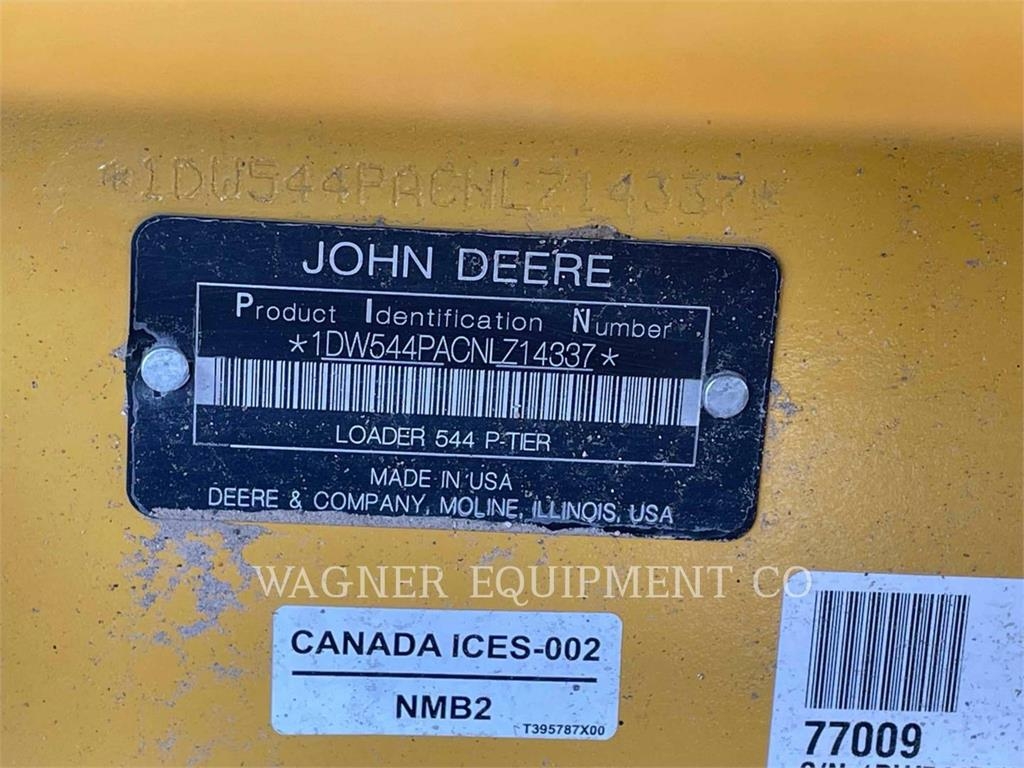 *1DW544PACNLZ14337*
JOHN DEERE
Product Identification Number
*1DW544PACNLZ14337*
LOADER 544 P-TIER
MADE IN USA
DEERE & COMPANY, MOLINE, ILLINOIS, USA
WAGNER EQUIPMENT CO
CANADA ICES-002
NMB2
T395787X00
77009